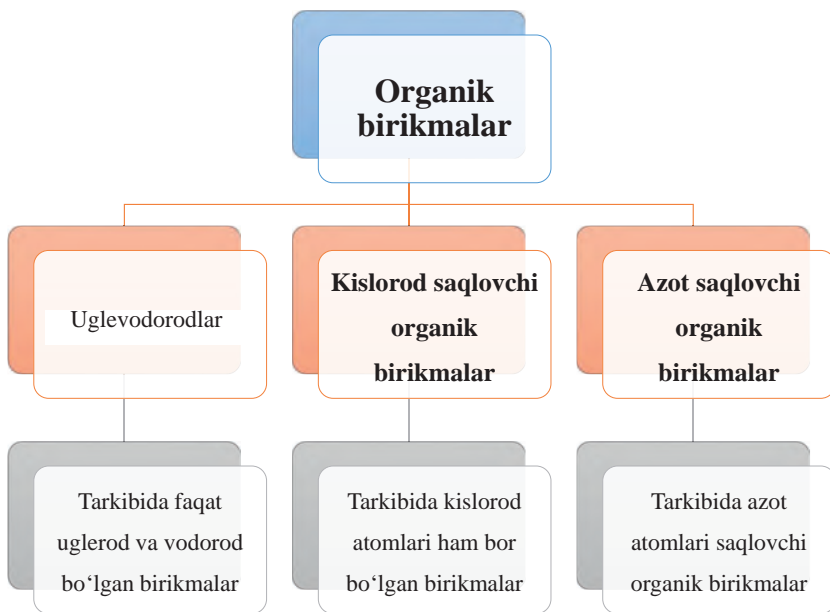 Organik
birikmalar
Uglevodorodlar
Kislorod saqlovchi
organik
birikmalar
Azot saqlovchi
organik
birikmalar
Tarkibida faqat
uglerod va vodorod
bo‘lgan birikmalar
Tarkibida kislorod
atomlari ham bor
bo‘lgan birikmalar
Tarkibida azot
atomlari saqlovchi
organik birikmalar